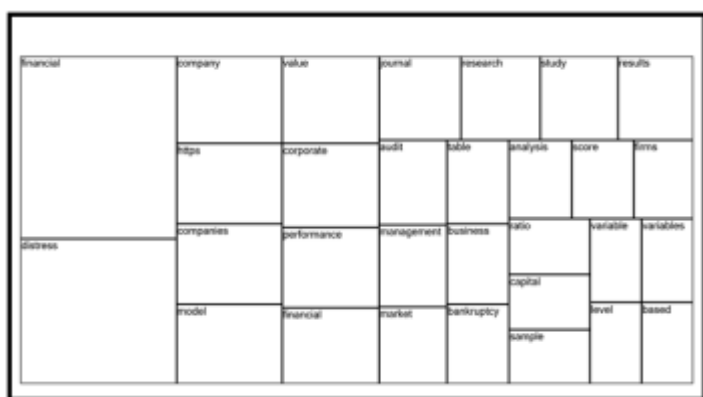 financial
company
value
journal
research
study
results
https
corporate
audit
table
analysis
score
firms
companies
performance
management
business
ratio
variable
variables
distress
capital
model
financial
market
bankruptcy
sample
level
based